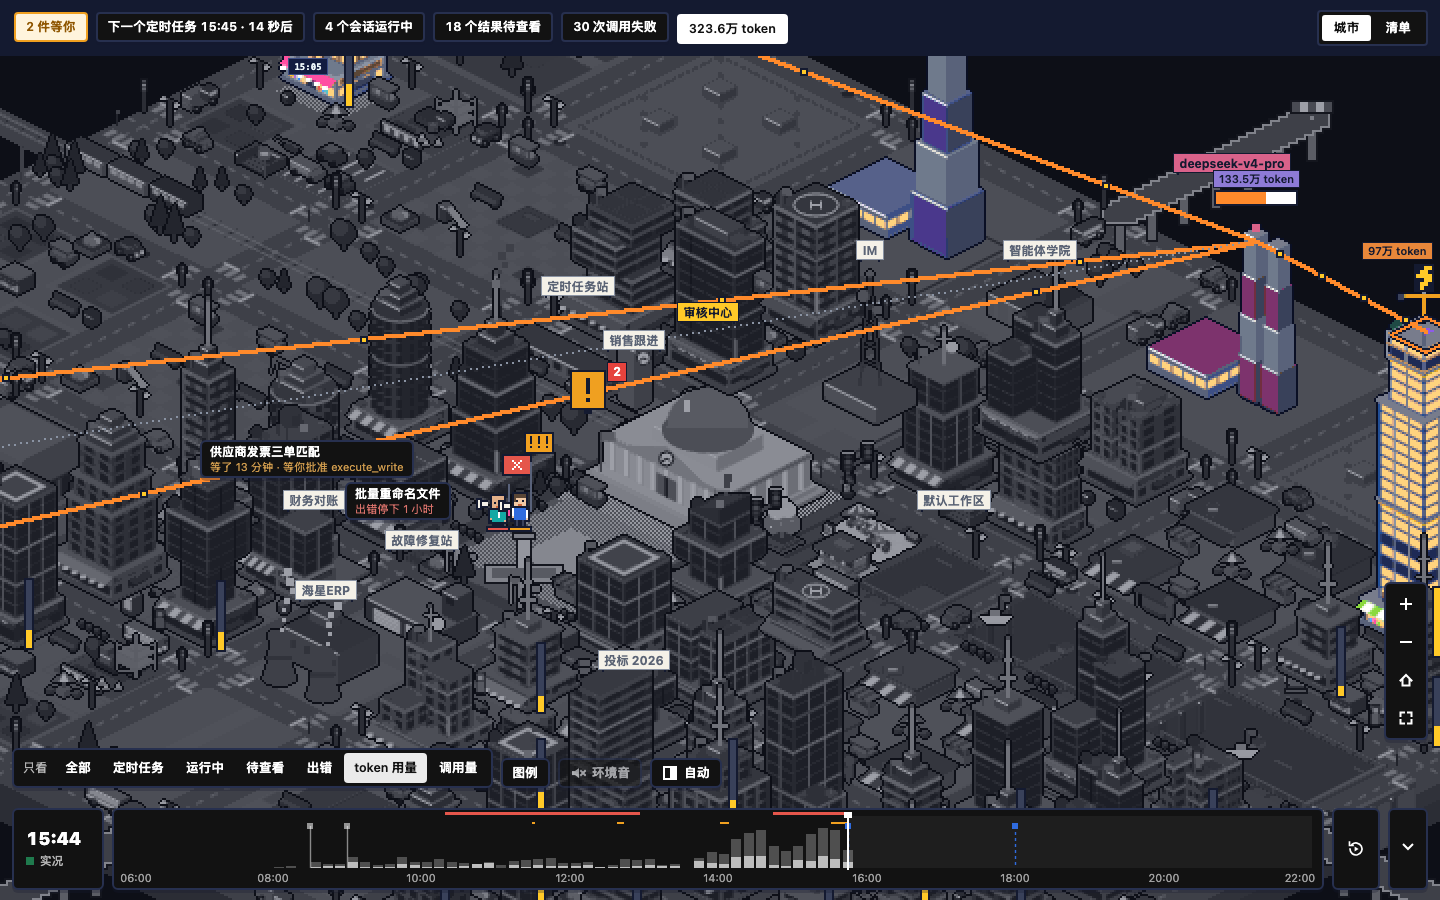 2 件等你
下一个定时任务 15:45 · 14 秒后
4 个会话运行中
18 个结果待查看
30 次调用失败
323.6万 token
城市
清单
15:05
deepseek-v4-pro
133.5万 token
97万 token
IM
智能体学院
定时任务站
审核中心
销售跟进
!
2
!!!
供应商发票三单匹配
等了 13 分钟 · 等你批准 execute_write
财务对账
批量重命名文件
出错停下 1 小时
默认工作区
故障修复站
海星ERP
投标 2026
只看
全部
定时任务
运行中
待查看
出错
token 用量
调用量
图例
环境音
自动
15:44
实况
06:00
08:00
10:00
12:00
14:00
16:00
18:00
20:00
22:00